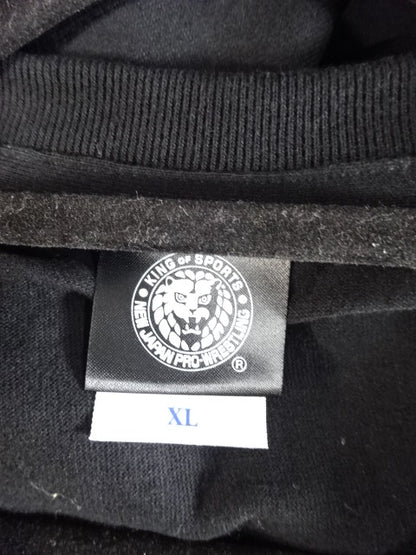 KING OF SPORTS
NEW JAPAN PRO-WRESTLING
®
XL